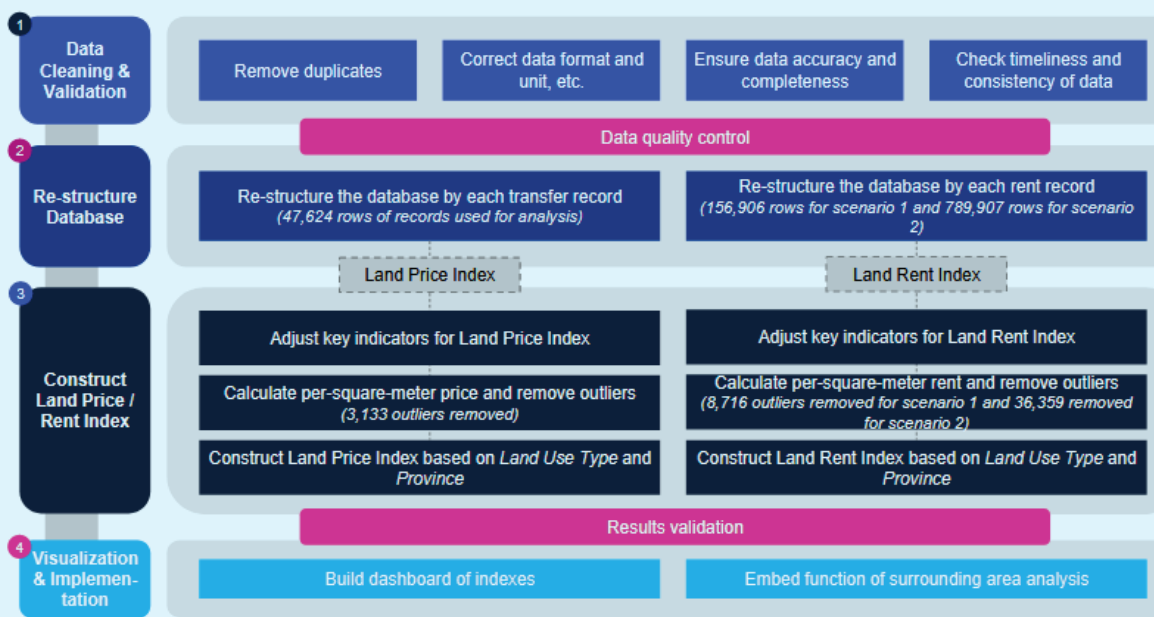 1
Data
Cleaning &
Validation
Remove duplicates
Correct data format and
unit, etc.
Ensure data accuracy and
completeness
Check timeliness and
consistency of data
Data quality control
2
Re-structure
Database
Re-structure the database by each transfer record
(47,624 rows of records used for analysis)
Re-structure the database by each rent record
(156,906 rows for scenario 1 and 789,907 rows for scenario
2)
Land Price Index
Land Rent Index
3
Construct
Land Price /
Rent Index
Adjust key indicators for Land Price Index
Adjust key indicators for Land Rent Index
Calculate per-square-meter price and remove outliers
(3,133 outliers removed)
Calculate per-square-meter rent and remove outliers
(8,716 outliers removed for scenario 1 and 36,359 removed
for scenario 2)
Construct Land Price Index based on Land Use Type and
Province
Construct Land Rent Index based on Land Use Type and
Province
Results validation
4
Visualization
& Implemen-
tation
Build dashboard of indexes
Embed function of surrounding area analysis